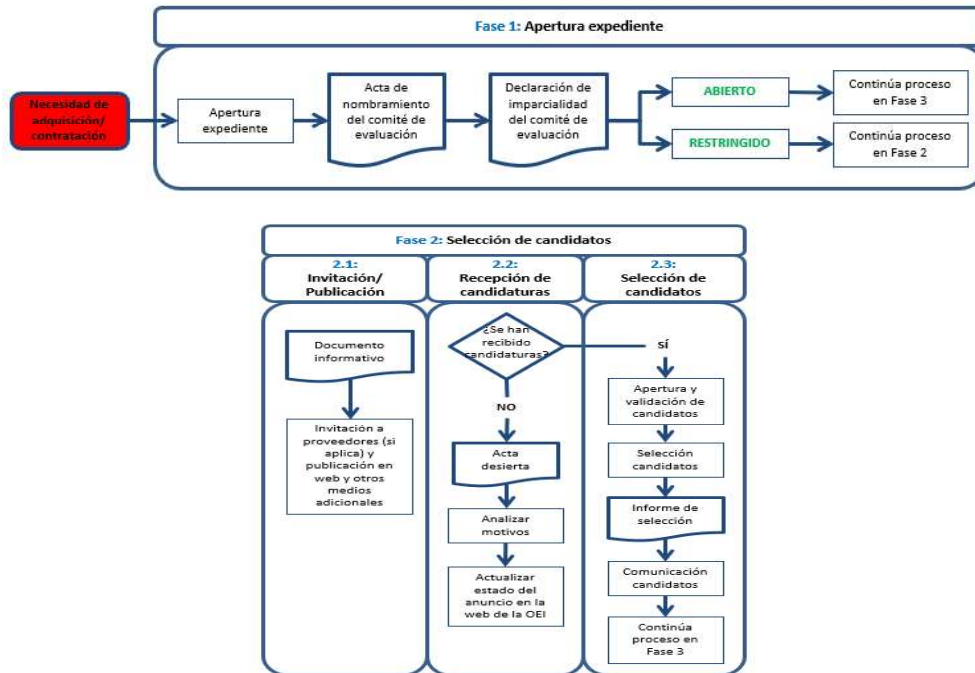 Fase 1: Apertura expediente
Necesidad de
adquisición/
contratación
Apertura
expediente
Acta de
nombramiento
del comité de
evaluación
Declaración de
imparcialidad
del comité de
evaluación
ABIERTO
Continúa proceso
en Fase 3
RESTRINGIDO
Continúa proceso
en Fase 2
Fase 2: Selección de candidatos
2.1:
Invitación/
Publicación
2.2:
Recepción de
candidaturas
2.3:
Selección de
candidatos
Documento
informativo
Invitación a
proveedores (si
aplica) y
publicación en
web y otros
medios
adicionales
¿Se han
recibido
candidaturas?
NO
Acta
desierta
Analizar
motivos
Actualizar
estado del
anuncio en la
web de la OEI
SÍ
Apertura y
validación de
candidatos
Selección
candidatos
Informe de
selección
Comunicación
candidatos
Continúa
proceso en
Fase 3